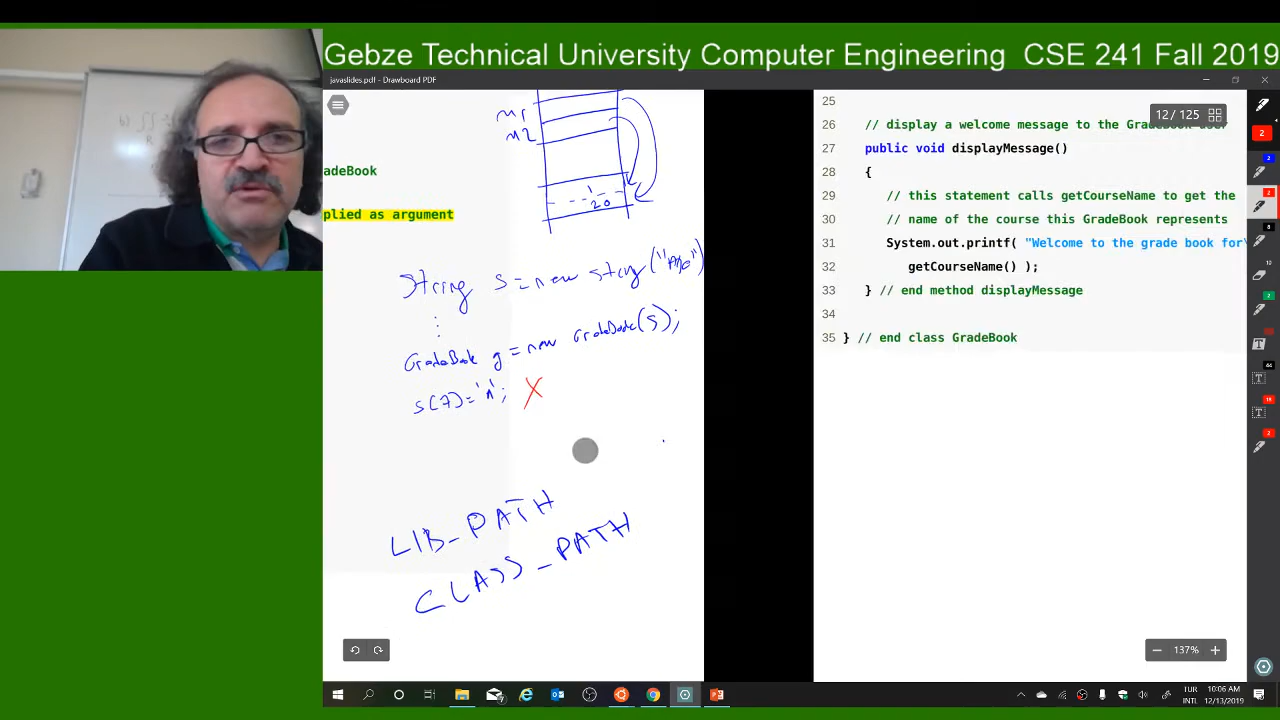 Gebze Technical University Computer Engineering CSE 241 Fall 2019
javaslides.pdf - Drawboard PDF
12 / 125
adeBook
plied as argument
String s = new string ("
⋮
GradeBook g = new GradeBook(s);
s(7) = 'A';
LIB_PATH
CLASS_PATH
25
26 // display a welcome message to the GradeBook user
27 public void displayMessage()
28 {
29 // this statement calls getCourseName to get the
30 // name of the course this GradeBook represents
31 System.out.printf( "Welcome to the grade book for\
32 getCourseName() );
33 } // end method displayMessage
34
35 } // end class GradeBook
137%
TUR
INTL
10:06 AM
12/13/2019